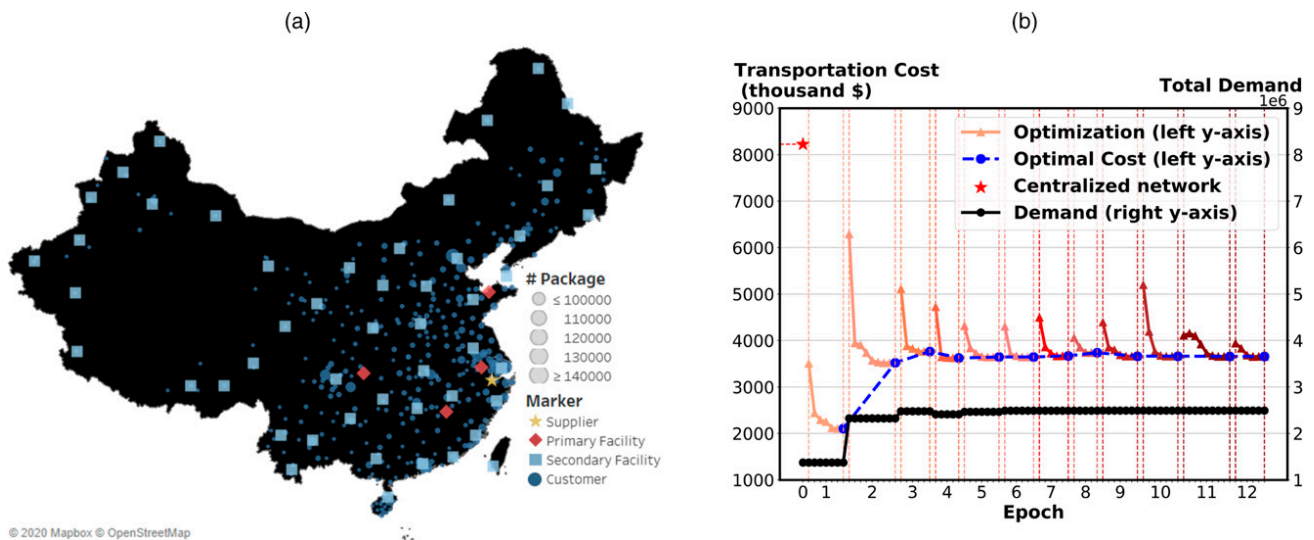 (a)
# Package
≤ 100000
110000
120000
130000
≥ 140000
Marker
Supplier
Primary Facility
Secondary Facility
Customer
© 2020 Mapbox © OpenStreetMap
(b)
Transportation Cost
(thousand $)
Total Demand
1e6
9000
8000
7000
6000
5000
4000
3000
2000
1000
Optimization (left y-axis)
Optimal Cost (left y-axis)
Centralized network
Demand (right y-axis)
9
8
7
6
5
4
3
2
1
0 1 2 3 4 5 6 7 8 9 10 11 12
Epoch